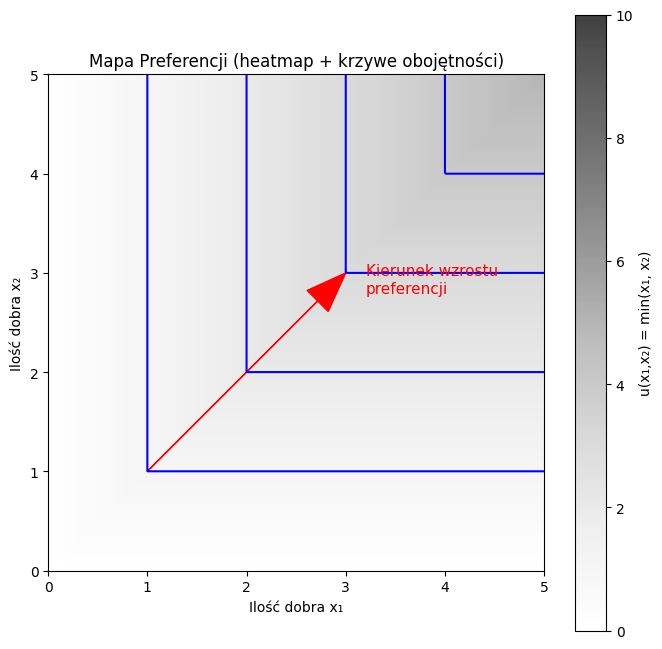 Mapa Preferencji (heatmap + krzywe obojętności)
5
4
3
2
1
0
Ilość dobra x₂
Kierunek wzrostu
preferencji
0 1 2 3 4 5
Ilość dobra x₁
10
8
6
4
2
0
u(x₁,x₂) = min(x₁, x₂)